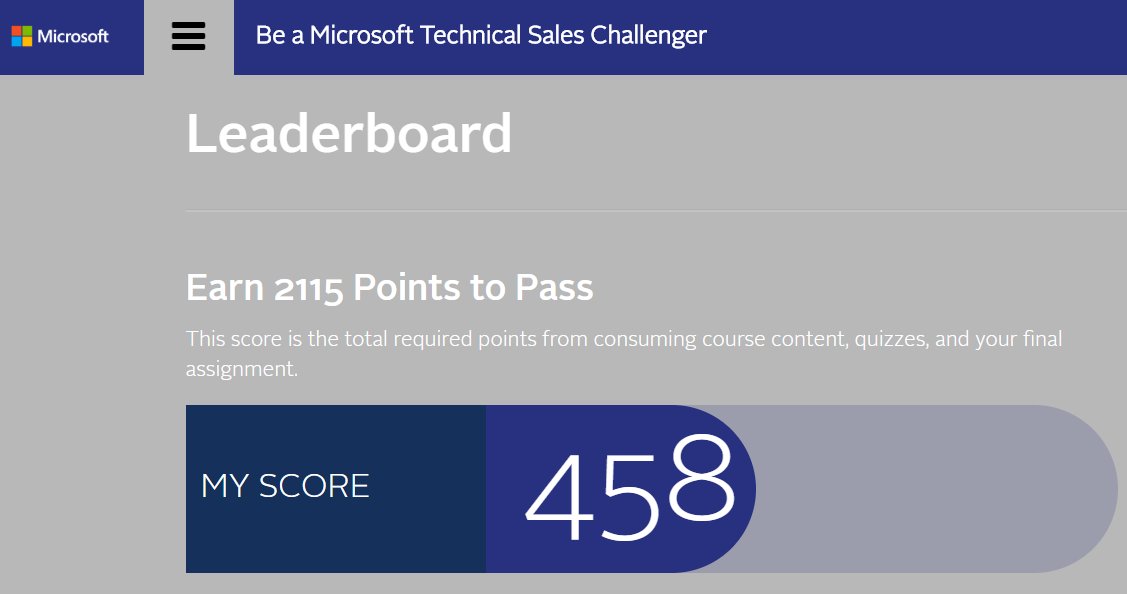 Microsoft
Be a Microsoft Technical Sales Challenger
Leaderboard
Earn 2115 Points to Pass
This score is the total required points from consuming course content, quizzes, and your final
assignment.
MY SCORE
458